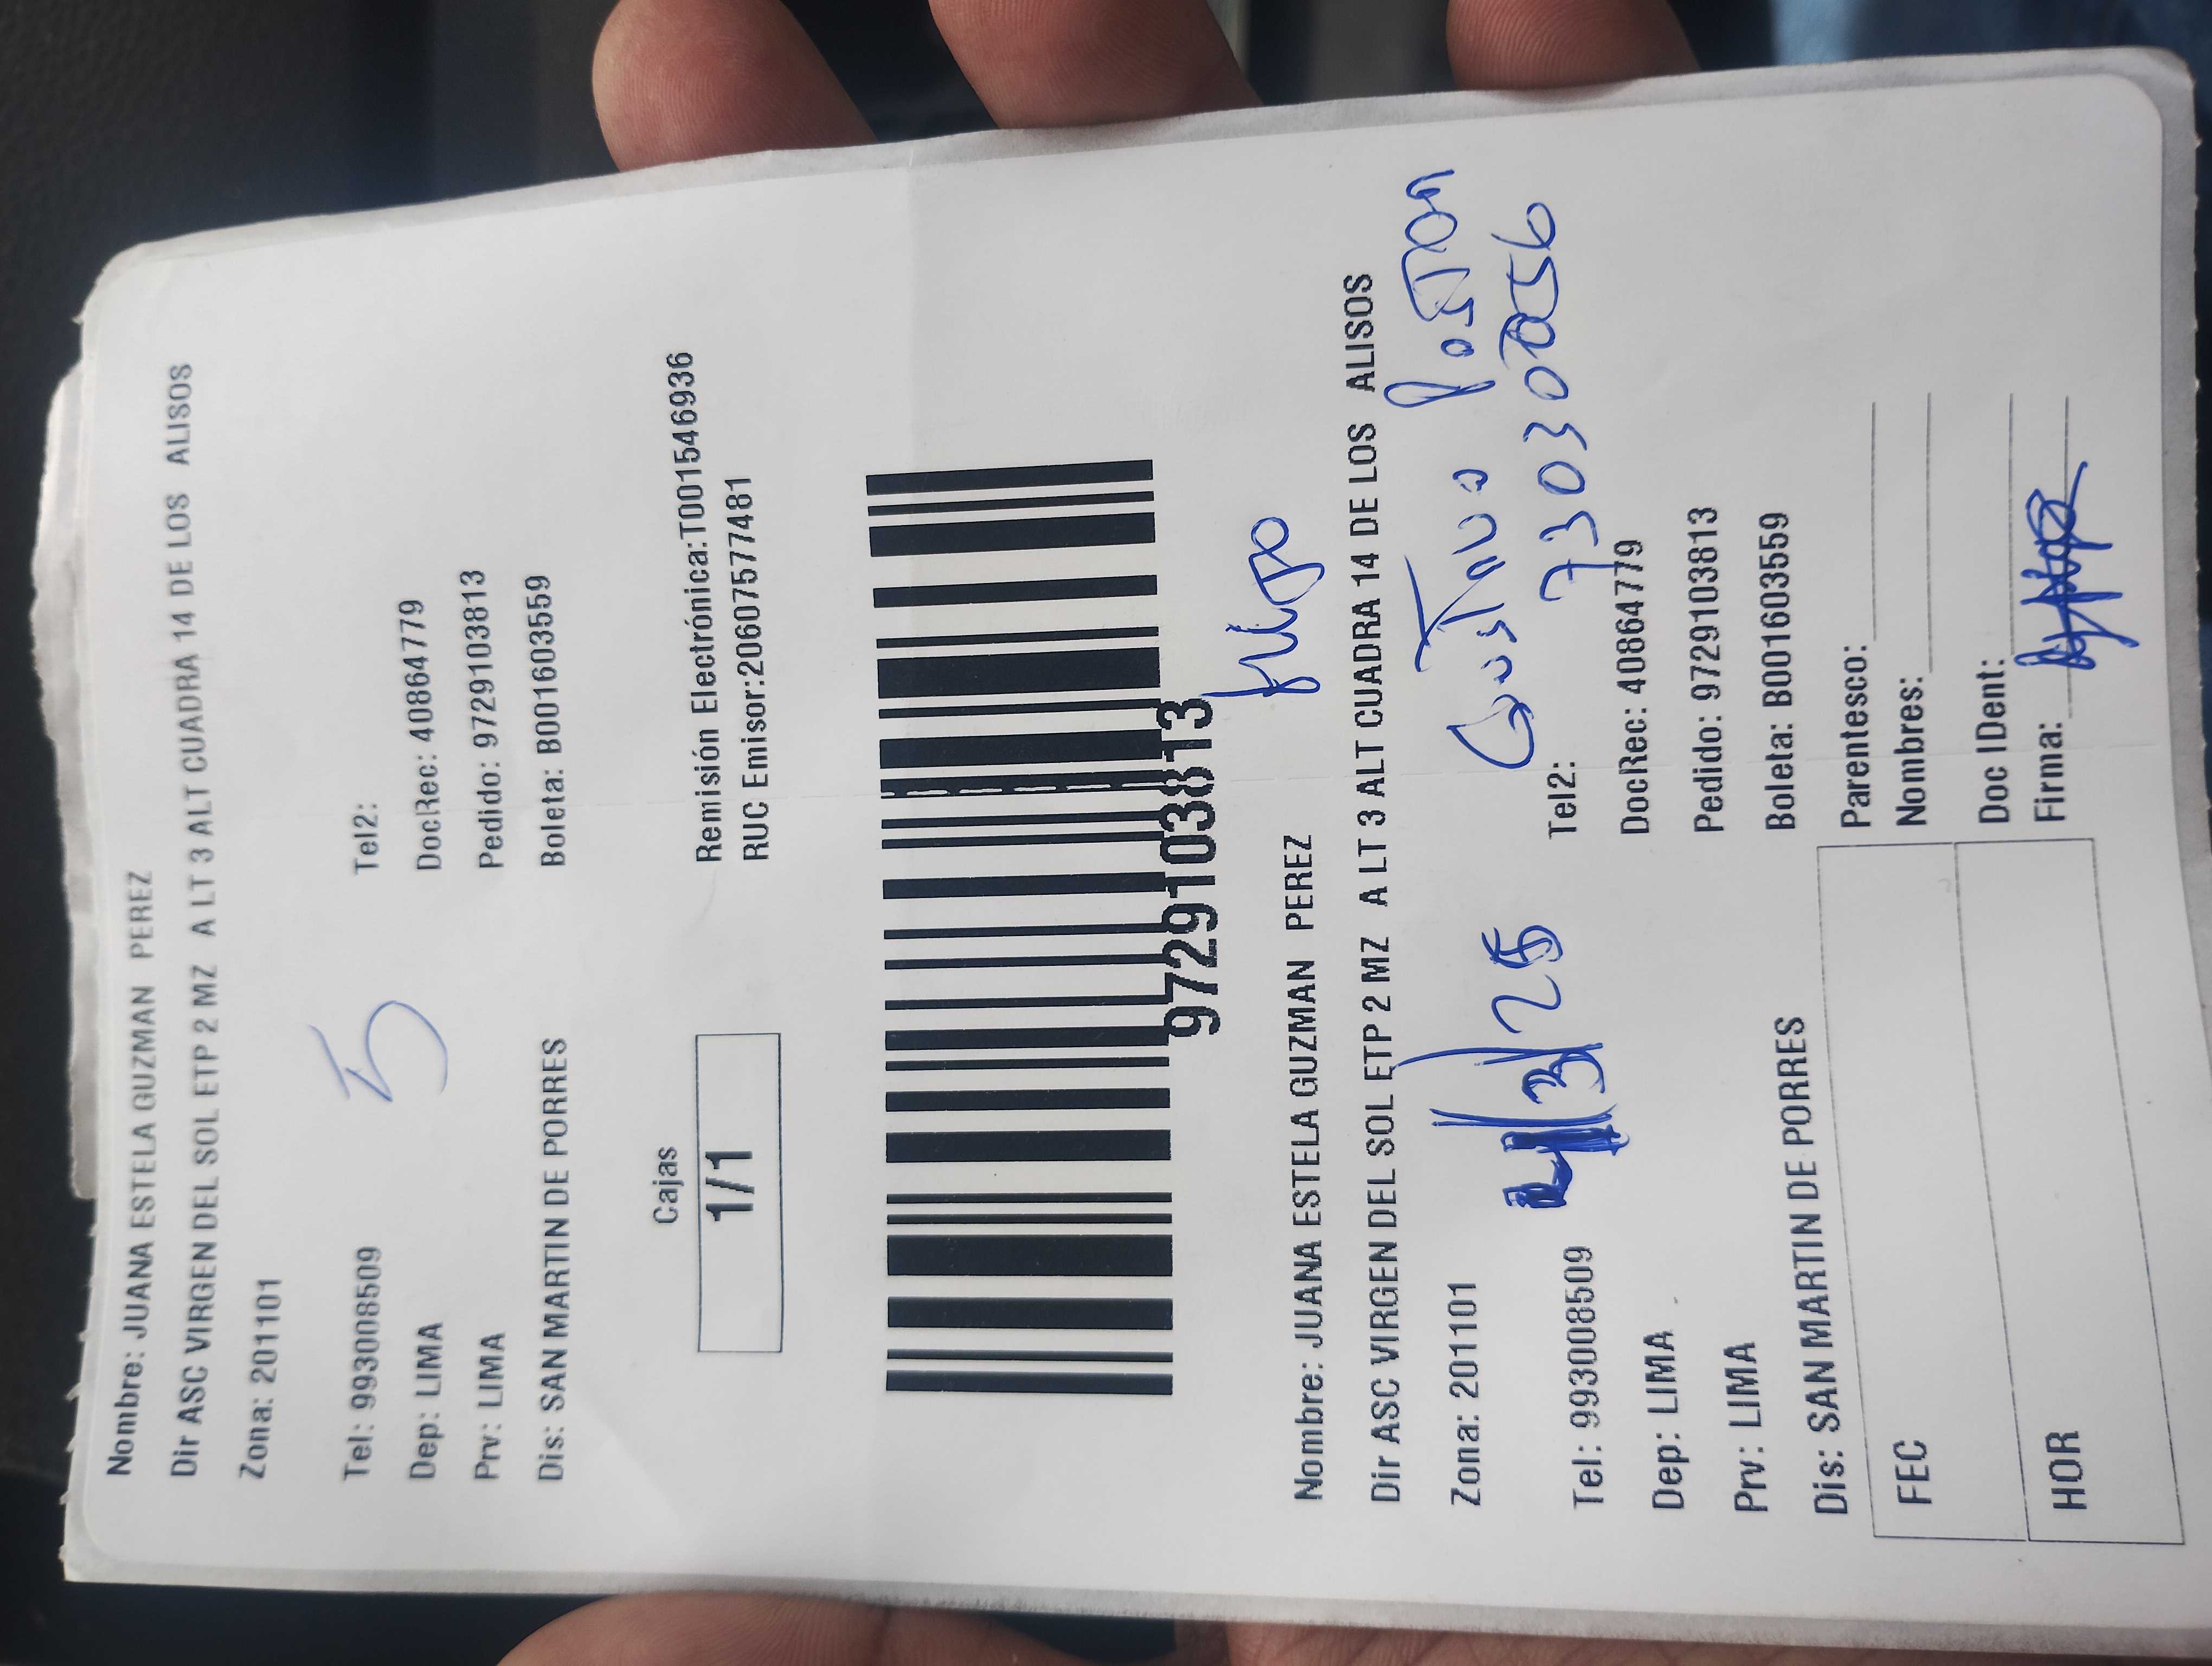 Nombre: JUANA ESTELA GUZMAN PEREZ
Dir ASC VIRGEN DEL SOL ETP 2 MZ A LT 3 ALT CUADRA 14 DE LOS ALISOS
Zona: 201101
5
Tel: 993008509 Tel2:
Dep: LIMA DocRec: 40864779
Prv: LIMA Pedido: 9729103813
Dis: SAN MARTIN DE PORRES Boleta: B001603559
Cajas
1/1
Remisión Electrónica:T001546936
RUC Emisor:20607577481
9729103813
Nombre: JUANA ESTELA GUZMAN PEREZ
Dir ASC VIRGEN DEL SOL ETP 2 MZ A LT 3 ALT CUADRA 14 DE LOS ALISOS
Zona: 201101
Gustavo
Tel: 993008509 Tel2:
Dep: LIMA DocRec: 40864779
Prv: LIMA Pedido: 9729103813
Dis: SAN MARTIN DE PORRES Boleta: B001603559
FEC Parentesco:
Nombres:
HOR Doc IDent:
Firma: